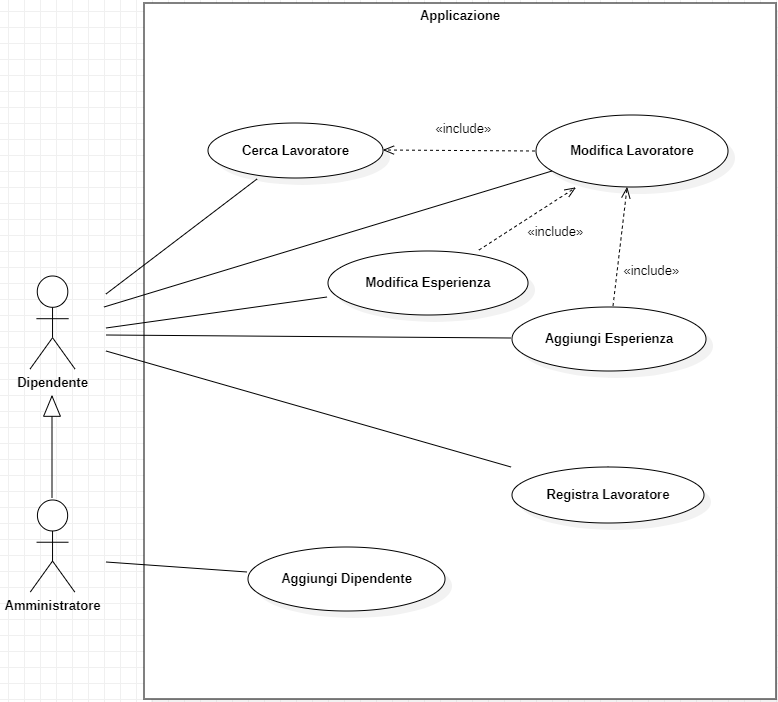 Applicazione
«include»
Cerca Lavoratore
Modifica Lavoratore
«include»
«include»
Modifica Esperienza
Aggiungi Esperienza
Dipendente
Registra Lavoratore
Aggiungi Dipendente
Amministratore